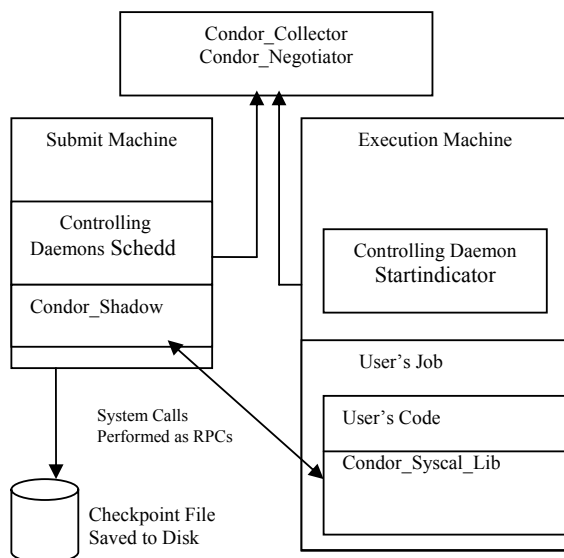 Condor_Collector
Condor_Negotiator
Submit Machine
Controlling
Daemons Schedd
Condor_Shadow
Execution Machine
Controlling Daemon
Startindicator
User's Job
User's Code
Condor_Syscal_Lib
System Calls
Performed as RPCs
Checkpoint File
Saved to Disk